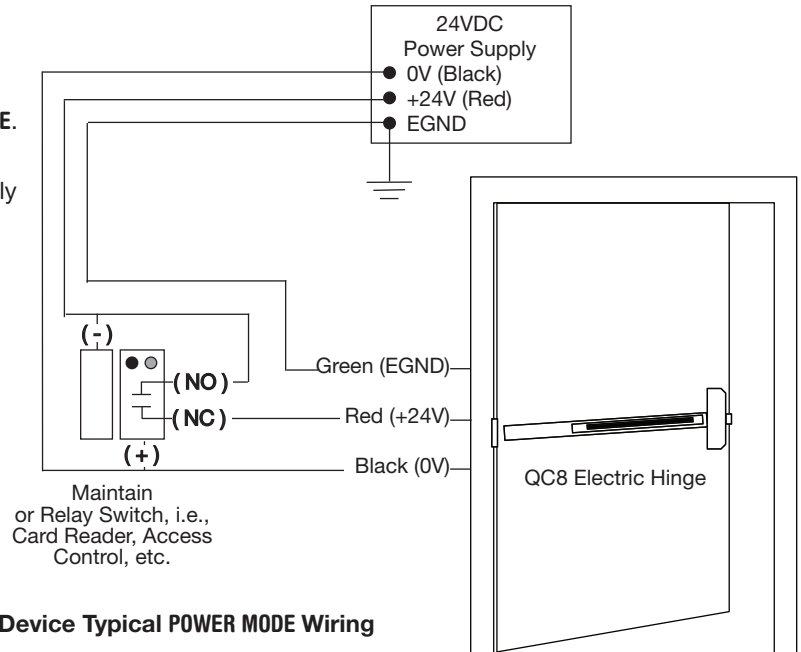 24VDC
Power Supply
0V (Black)
+24V (Red)
EGND
E.
ly
(-)
(NO)
(NC)
(+)
Green (EGND)
Red (+24V)
Black (0V)
QC8 Electric Hinge
Maintain
or Relay Switch, i.e.,
Card Reader, Access
Control, etc.
Device Typical POWER MODE Wiring